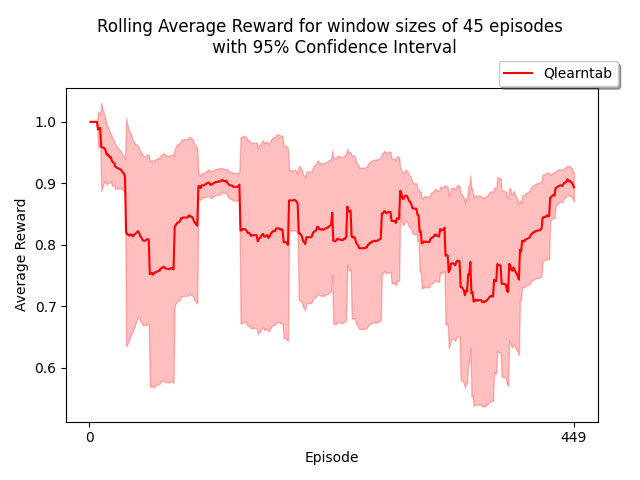 Rolling Average Reward for window sizes of 45 episodes
with 95% Confidence Interval
Qlearntab
1.0
0.9
0.8
0.7
0.6
Average Reward
0
449
Episode